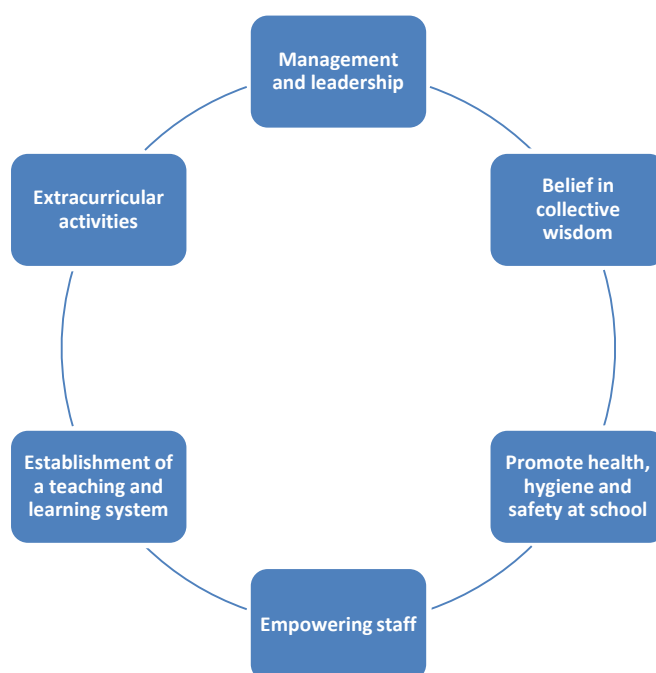 Management
and leadership
Belief in
collective
wisdom
Promote health,
hygiene and
safety at school
Empowering staff
Establishment of
a teaching and
learning system
Extracurricular
activities